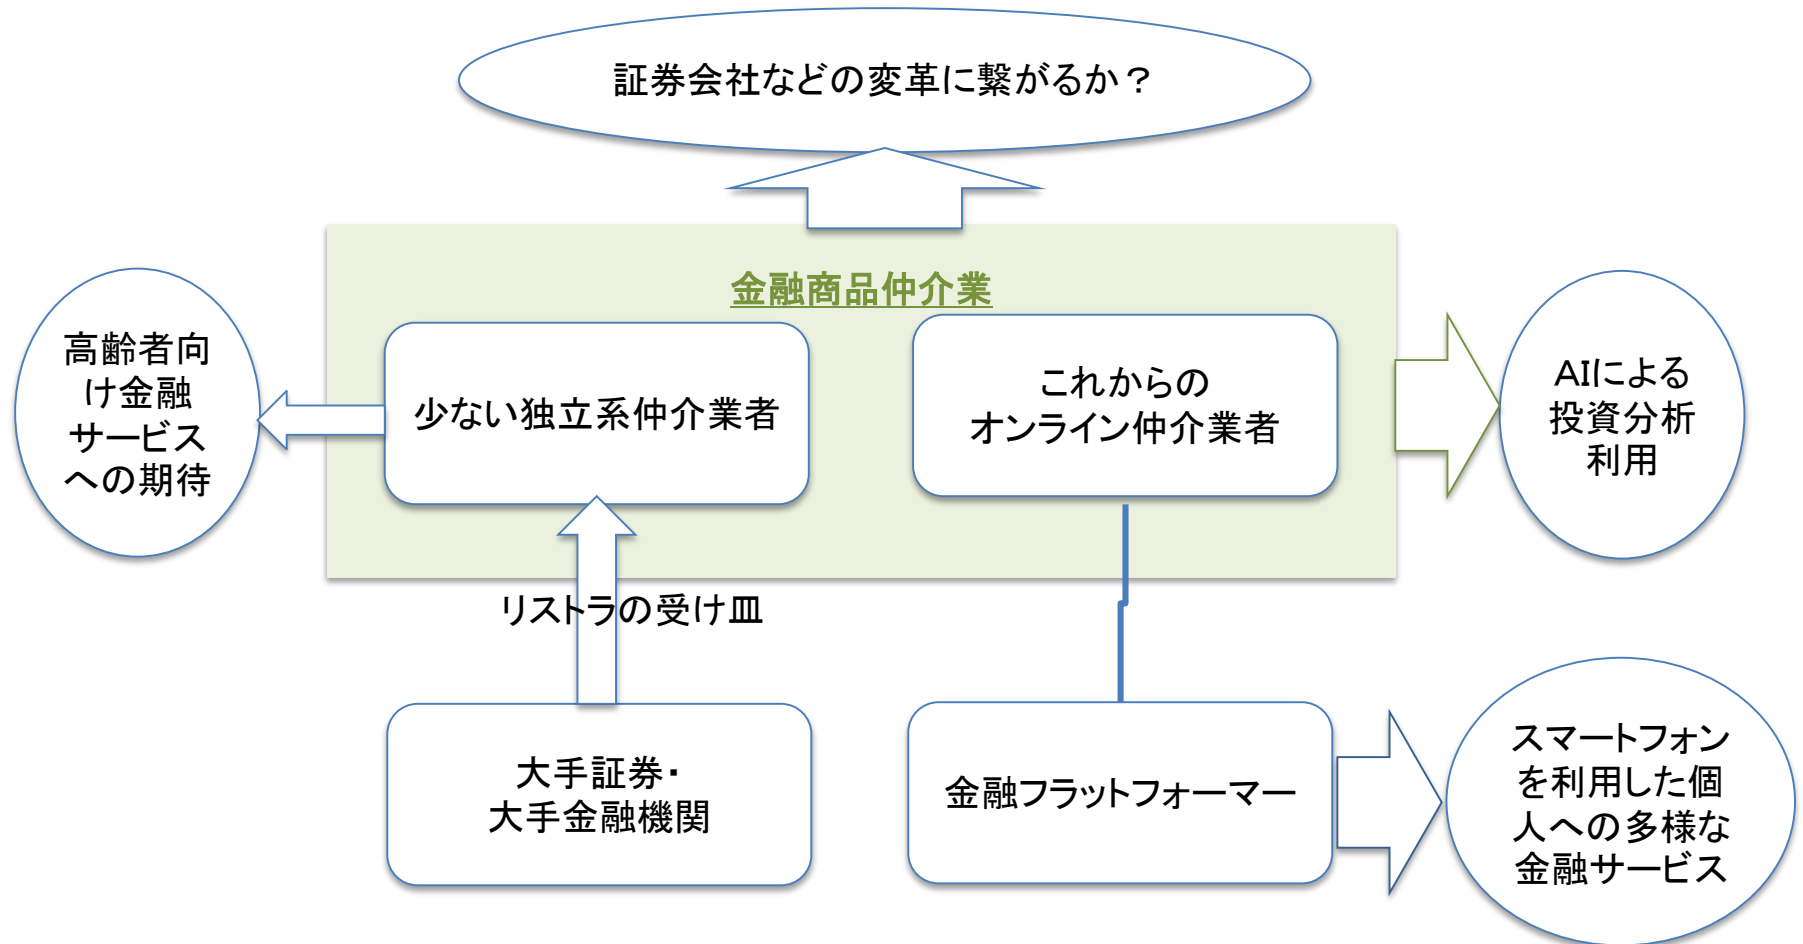 証券会社などの変革に繋がるか？
金融商品仲介業
高齢者向
け金融
サービス
への期待
少ない独立系仲介業者
これからの
オンライン仲介業者
AIによる
投資分析
利用
リストラの受け皿
大手証券・
大手金融機関
金融フラットフォーマー
スマートフォン
を利用した個
人への多様な
金融サービス